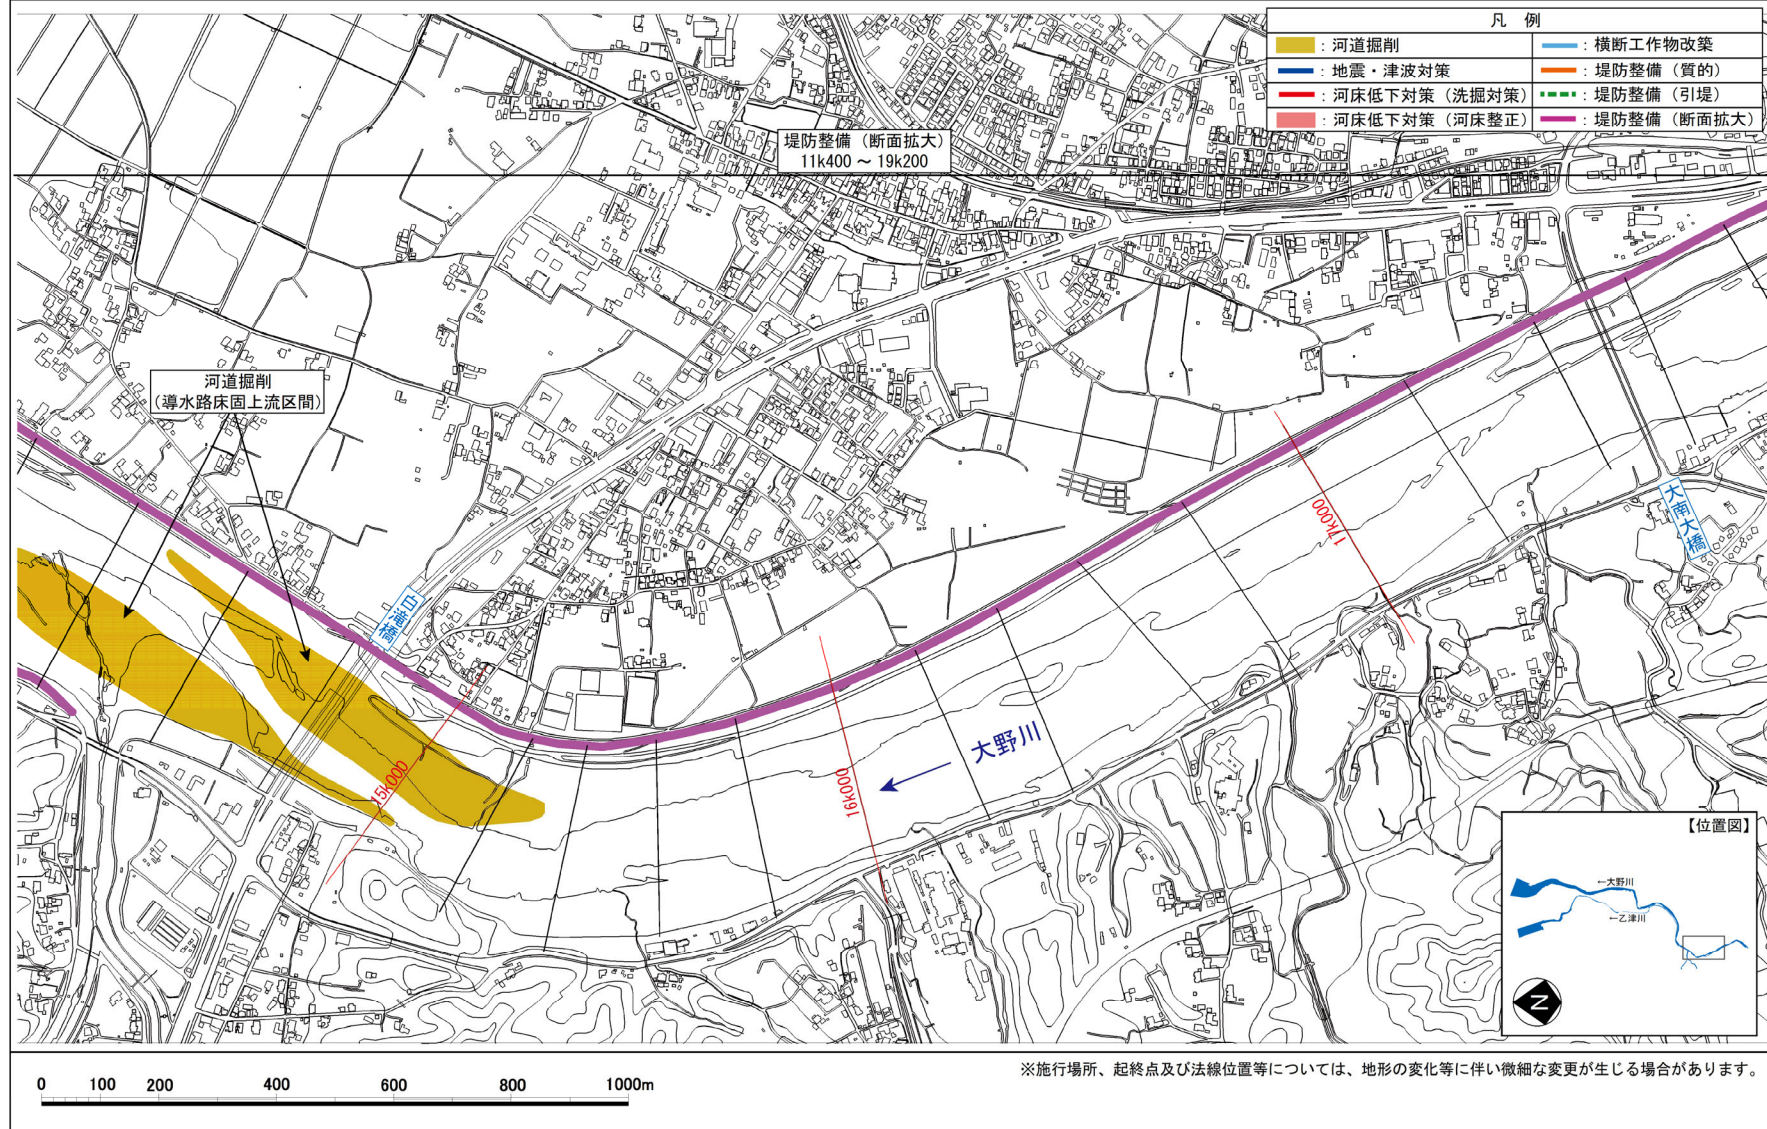 凡 例
：河道掘削
：横断工作物改築
：地震・津波対策
：堤防整備（質的）
：河床低下対策（洗掘対策）
：堤防整備（引堤）
：河床低下対策（河床整正）
：堤防整備（断面拡大）
堤防整備（断面拡大）
11k400 ～ 19k200
河道掘削
（導水路床固上流区間）
白滝橋
大南大橋
17k000
15k000
16k000
大野川
【位置図】
←大野川
←乙津川
N
※施行場所、起終点及び法線位置等については、地形の変化等に伴い微細な変更が生じる場合があります。
0 100 200 400 600 800 1000m